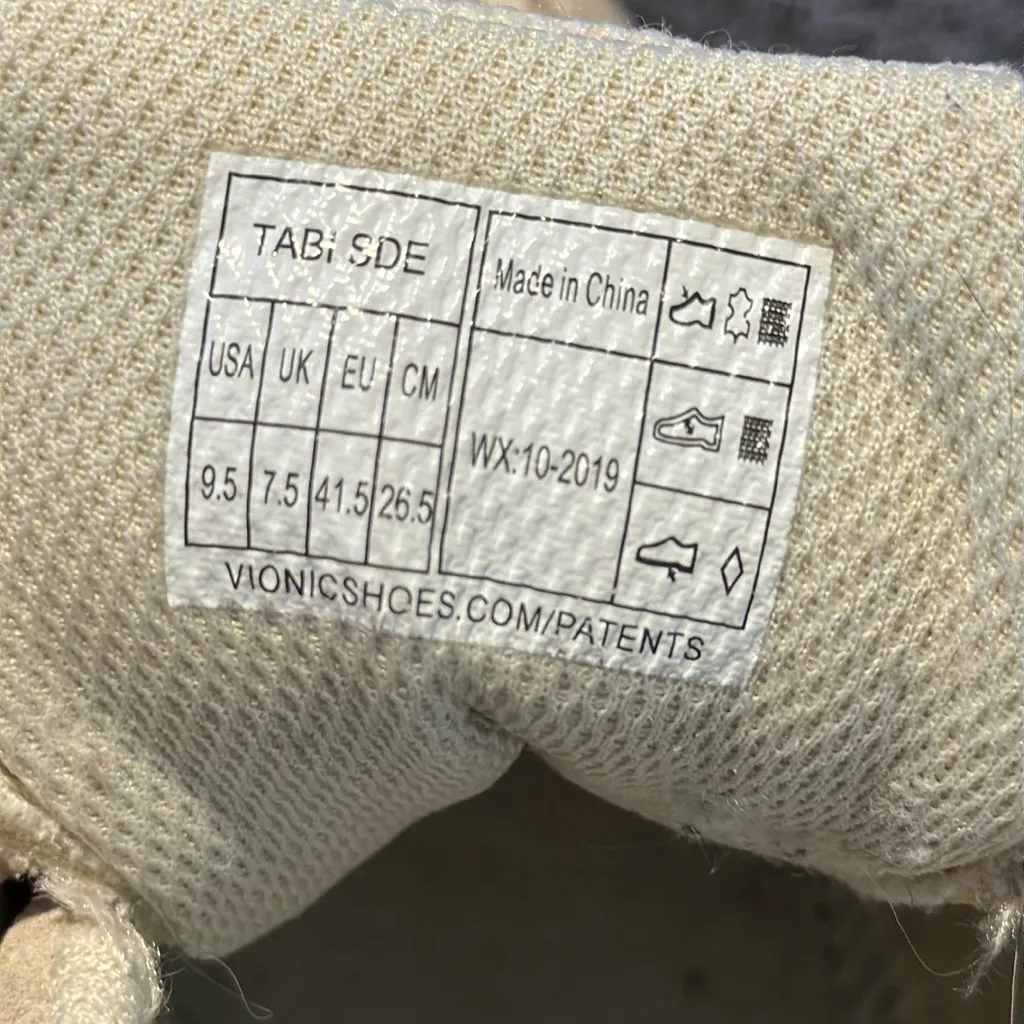 TABI SDE
USA UK EU CM
9.5 7.5 41.5 26.5
Made in China
WX:10-2019
VIONICSHOES.COM/PATENTS